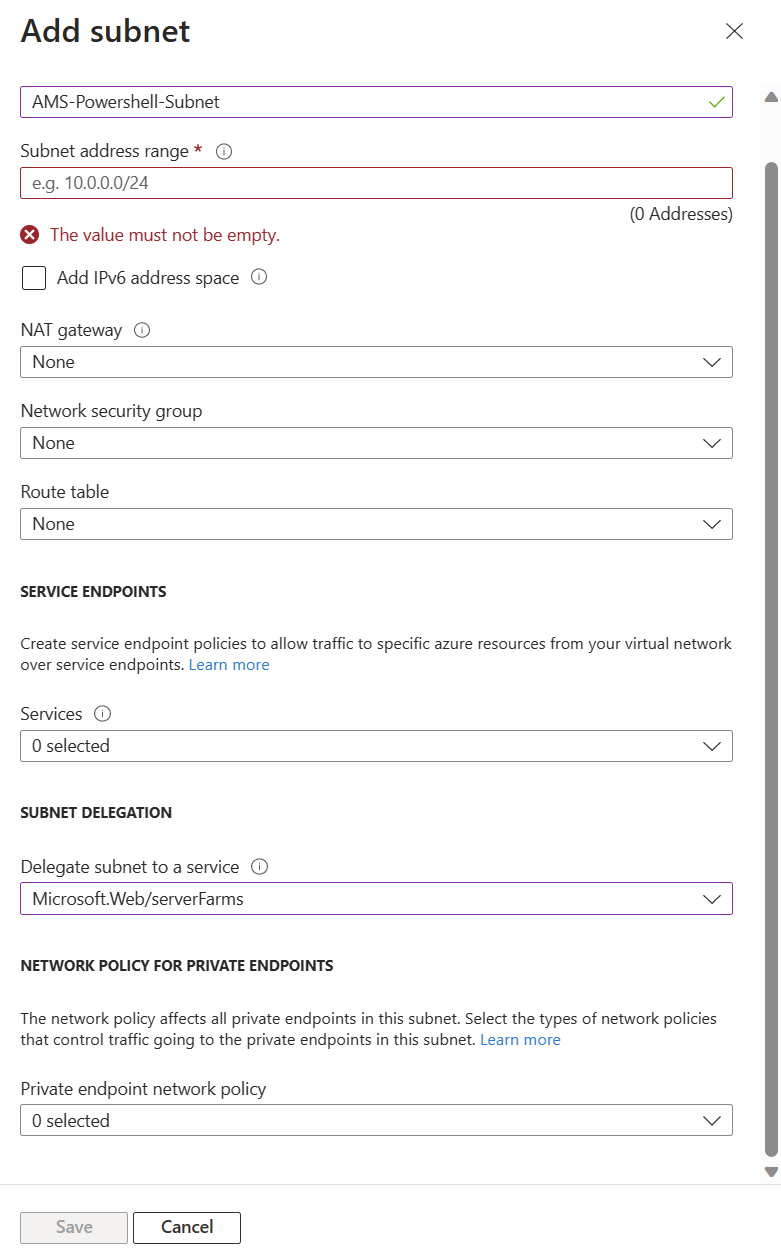 Add subnet
AMS-Powershell-Subnet
Subnet address range *
e.g. 10.0.0.0/24
(0 Addresses)
The value must not be empty.
Add IPv6 address space
NAT gateway
None
Network security group
None
Route table
None
SERVICE ENDPOINTS
Create service endpoint policies to allow traffic to specific azure resources from your virtual network
over service endpoints. Learn more
Services
0 selected
SUBNET DELEGATION
Delegate subnet to a service
Microsoft.Web/serverFarms
NETWORK POLICY FOR PRIVATE ENDPOINTS
The network policy affects all private endpoints in this subnet. Select the types of network policies
that control traffic going to the private endpoints in this subnet. Learn more
Private endpoint network policy
0 selected
Save Cancel